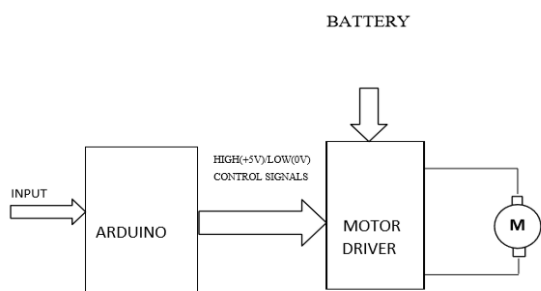 BATTERY
HIGH(+5V)/LOW(0V)
CONTROL SIGNALS
INPUT
ARDUINO
MOTOR
DRIVER
M